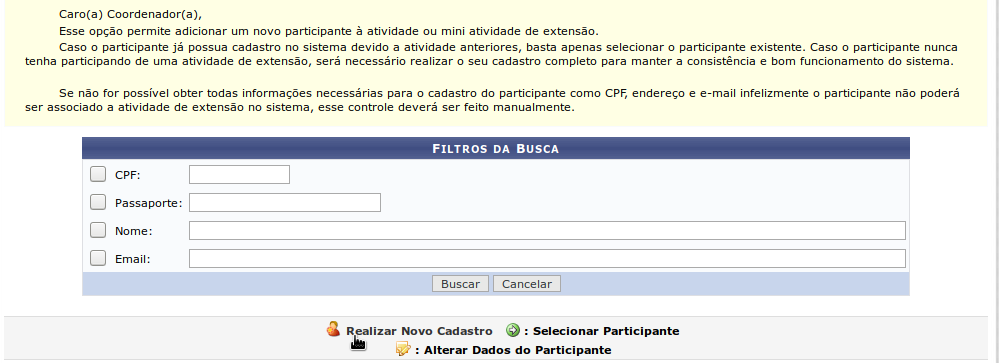 Caro(a) Coordenador(a),
Esse opção permite adicionar um novo participante à atividade ou mini atividade de extensão.
Caso o participante já possua cadastro no sistema devido a atividade anteriores, basta apenas selecionar o participante existente. Caso o participante nunca
tenha participando de uma atividade de extensão, será necessário realizar o seu cadastro completo para manter a consistência e bom funcionamento do sistema.
Se não for possível obter todas informações necessárias para o cadastro do participante como CPF, endereço e e-mail infelizmente o participante não poderá
ser associado a atividade de extensão no sistema, esse controle deverá ser feito manualmente.
Filtros da Busca
CPF:
Passaporte:
Nome:
Email:
Buscar Cancelar
Realizar Novo Cadastro : Selecionar Participante
: Alterar Dados do Participante